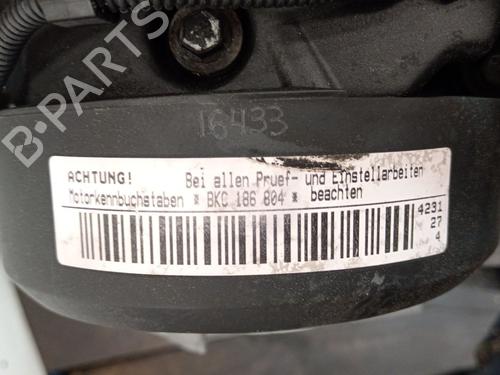 B-PARTS
16433
ACHTUNG! Bei allen Pruef- und Einstellarbeiten
Motorkennbuchstaben * BKC 186 804 * beachten
4231
27
4